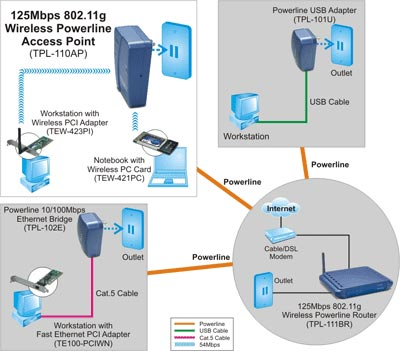 125Mbps 802.11g
Wireless Powerline
Access Point
(TPL-110AP)
Workstation with
Wireless PCI Adapter
(TEW-423PI)
Notebook with
Wireless PC Card
(TEW-421PC)
Powerline USB Adapter
(TPL-101U)
Outlet
USB Cable
Workstation
Powerline
Powerline
Powerline 10/100Mbps
Ethernet Bridge
(TPL-102E)
Outlet
Cat.5 Cable
Workstation with
Fast Ethernet PCI Adapter
(TE100-PCIWN)
Powerline
Internet
Cable/DSL
Modem
Outlet
125Mbps 802.11g
Wireless Powerline Router
(TPL-111BR)
Powerline
USB Cable
Cat.5 Cable
54Mbps